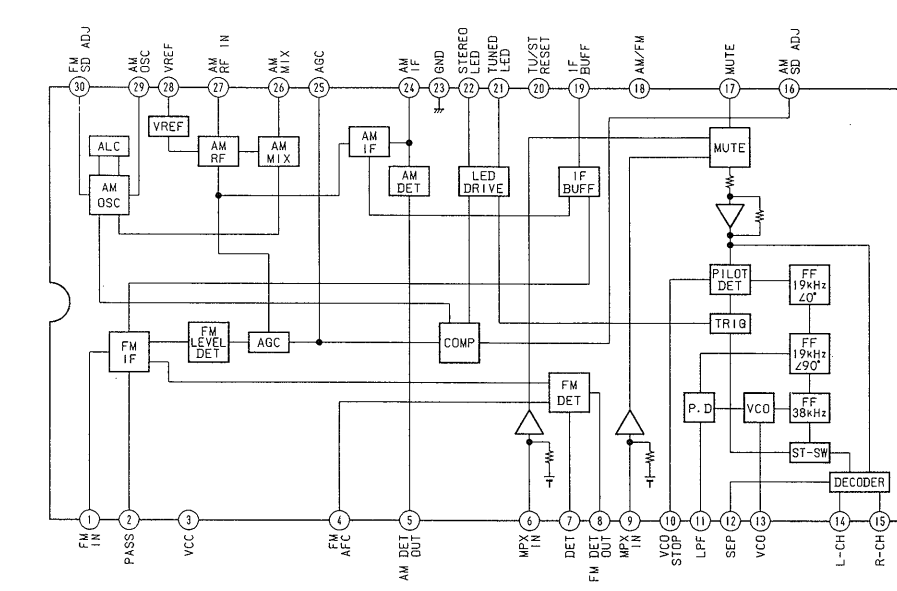 FM
SD ADJ
AM
OSC
VREF
AM
RF IN
AM
MIX
AGC
AM
IF
GND
STEREO
LED
TUNED
LED
TU/ST
RESET
IF
BUFF
AM/FM
MUTE
AM
SD ADJ
30
29
28
27
26
25
24
23
22
21
20
19
18
17
16
VREF
ALC
AM
OSC
AM
RF
AM
MIX
AM
IF
AM
DET
LED
DRIVE
IF
BUFF
MUTE
PILOT
DET
FF
19kHz
∠0°
TRIG
FM
IF
FM
LEVEL
DET
AGC
COMP
FF
19kHz
∠90°
FM
DET
P.D
VCO
FF
38kHz
ST-SW
DECODER
1
2
3
4
5
6
7
8
9
10
11
12
13
14
15
FM
IN
PASS
VCC
FM
AFC
AM DET
OUT
MPX
IN
DET
FM DET
OUT
MPX
IN
VCO
STOP
LPF
SEP
VCO
L-CH
R-CH